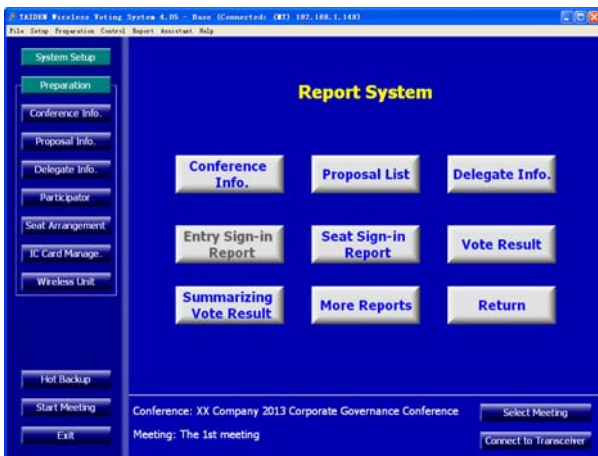 TAIDEN Wireless Voting System 4.05 - Base (Connected: (WT) 192.168.1.148)
File Setup Preparation Control Report Assistant Help
System Setup
Preparation
Conference Info.
Proposal Info.
Delegate Info.
Participator
Seat Arrangement
IC Card Manage.
Wireless Unit
Hot Backup
Start Meeting
Exit
Report System
Conference
Info.
Proposal List
Delegate Info.
Entry Sign-in
Report
Seat Sign-in
Report
Vote Result
Summarizing
Vote Result
More Reports
Return
Conference: XX Company 2013 Corporate Governance Conference
Meeting: The 1st meeting
Select Meeting
Connect to Transceiver